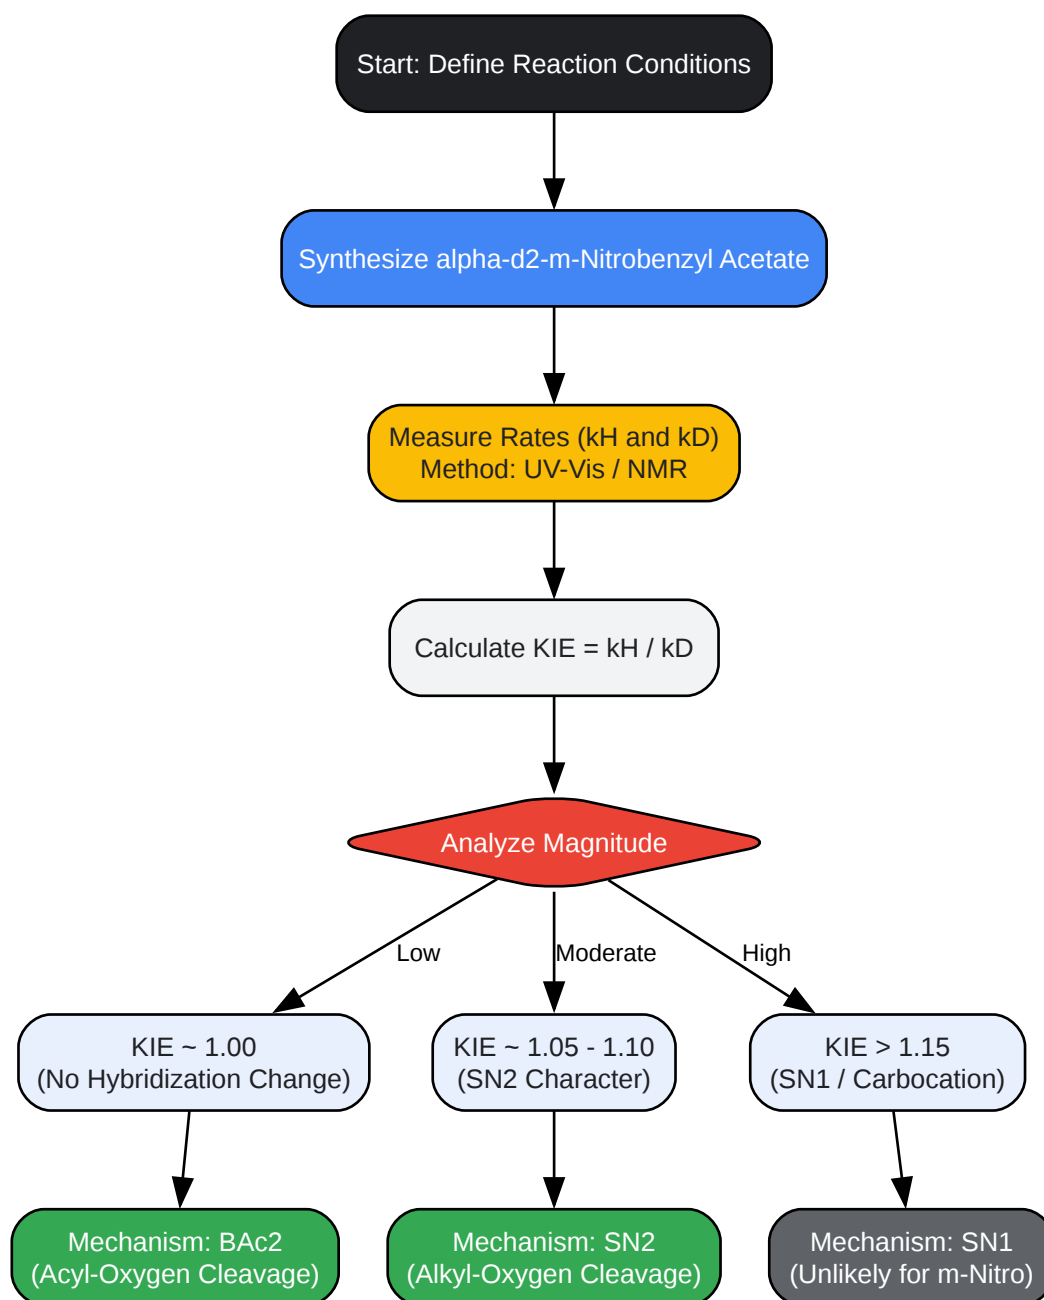 Start: Define Reaction Conditions
Synthesize alpha-d2-m-Nitrobenzyl Acetate
Measure Rates (kH and kD)
Method: UV-Vis / NMR
Calculate KIE = kH / kD
Analyze Magnitude
Low
Moderate
High
KIE ~ 1.00
(No Hybridization Change)
KIE ~ 1.05 - 1.10
(SN2 Character)
KIE > 1.15
(SN1 / Carbocation)
Mechanism: BAc2
(Acyl-Oxygen Cleavage)
Mechanism: SN2
(Alkyl-Oxygen Cleavage)
Mechanism: SN1
(Unlikely for m-Nitro)